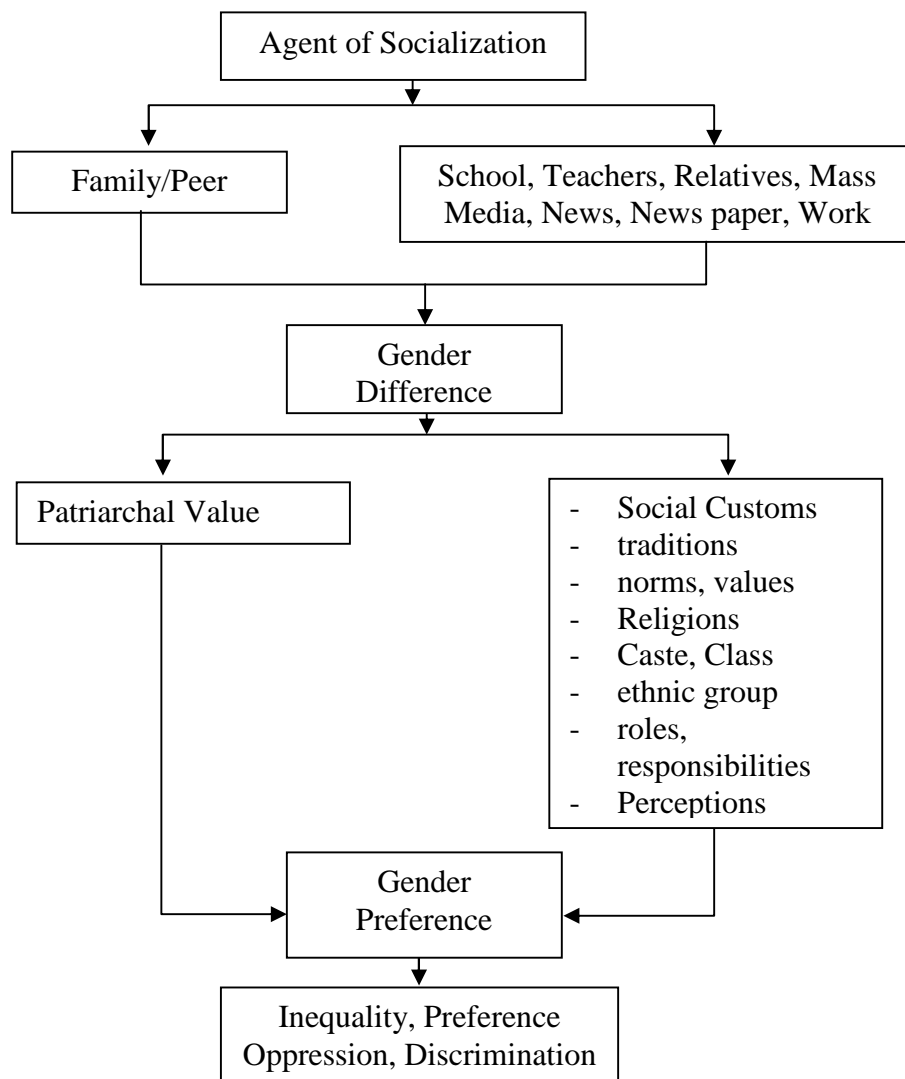 Agent of Socialization
Family/Peer
School, Teachers, Relatives, Mass
Media, News, News paper, Work
Gender
Difference
Patriarchal Value
- Social Customs
- traditions
- norms, values
- Religions
- Caste, Class
- ethnic group
- roles,
responsibilities
- Perceptions
Gender
Preference
Inequality, Preference
Oppression, Discrimination